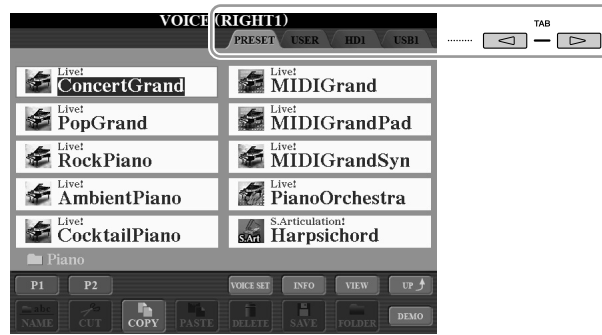 VOICE (RIGHT1)
PRESET USER HD1 USB1
TAB
Live!
ConcertGrand
Live!
MIDIGrand
Live!
PopGrand
Live!
MIDIGrandPad
Live!
RockPiano
Live!
MIDIGrandSyn
Live!
AmbientPiano
Live!
PianoOrchestra
Live!
CocktailPiano
S.Articulation!
S.Art Harpsichord
Piano
P1 P2 VOICE SET INFO VIEW UP
abc
NAME CUT COPY PASTE DELETE SAVE FOLDER DEMO